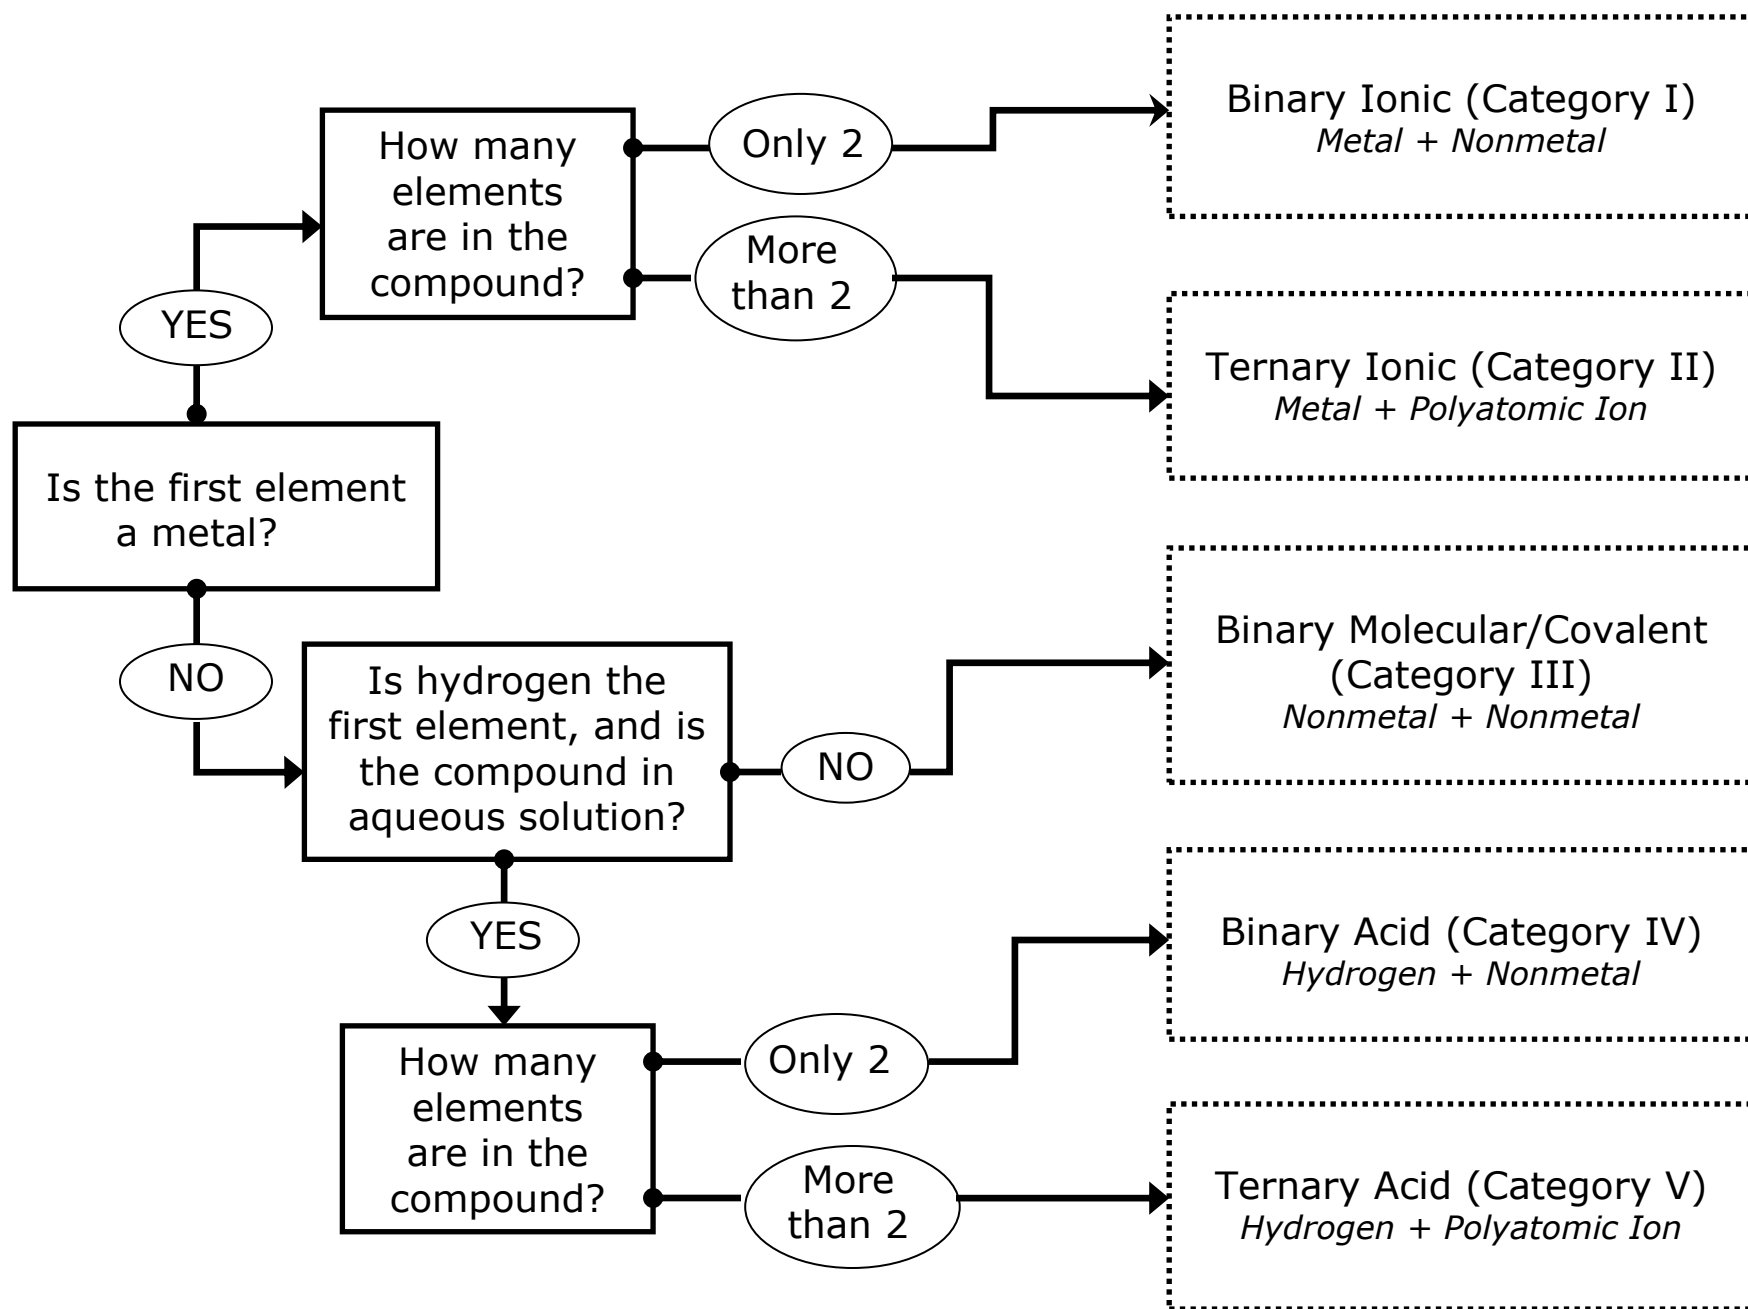 Binary Ionic (Category I)
Metal + Nonmetal
How many
elements
are in the
compound?
Only 2
More
than 2
YES
Ternary Ionic (Category II)
Metal + Polyatomic Ion
Is the first element
a metal?
NO
Is hydrogen the
first element, and is
the compound in
aqueous solution?
NO
Binary Molecular/Covalent
(Category III)
Nonmetal + Nonmetal
YES
Binary Acid (Category IV)
Hydrogen + Nonmetal
How many
elements
are in the
compound?
Only 2
More
than 2
Ternary Acid (Category V)
Hydrogen + Polyatomic Ion